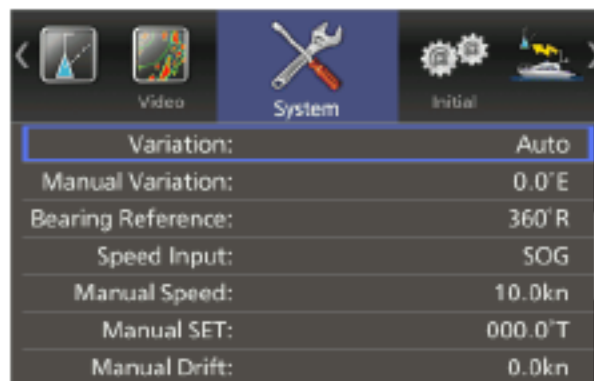 Video
System
Initial
Variation: Auto
Manual Variation: 0.0°E
Bearing Reference: 360°R
Speed Input: SOG
Manual Speed: 10.0kn
Manual SET: 000.0°T
Manual Drift: 0.0kn